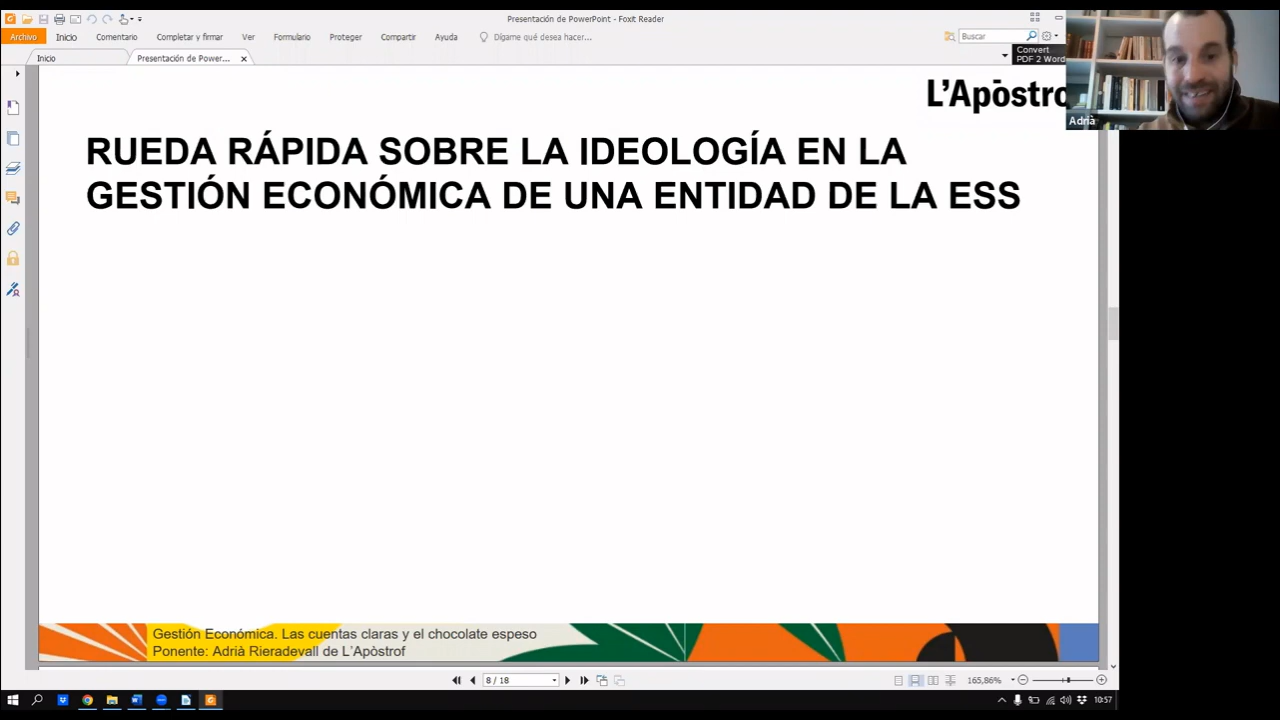 Presentación de PowerPoint - Foxit Reader
Archivo
Inicio
Comentario
Completar y firmar
Ver
Formulario
Proteger
Compartir
Ayuda
Dígame qué desea hacer...
Buscar
Inicio
Presentación de Power...
Convert
PDF 2 Word
Adrià
L'Apòstro
RUEDA RÁPIDA SOBRE LA IDEOLOGÍA EN LA
GESTIÓN ECONÓMICA DE UNA ENTIDAD DE LA ESS
Gestión Económica. Las cuentas claras y el chocolate espeso
Ponente: Adrià Rieradevall de L'Apòstrof
8 / 18
165,86%
10:57